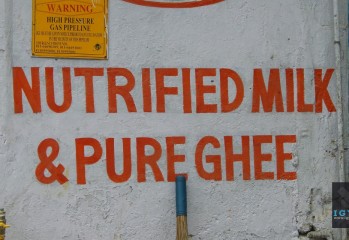 WARNING
HIGH PRESSURE
GAS PIPELINE
NUTRIFIED MILK
& PURE GHEE